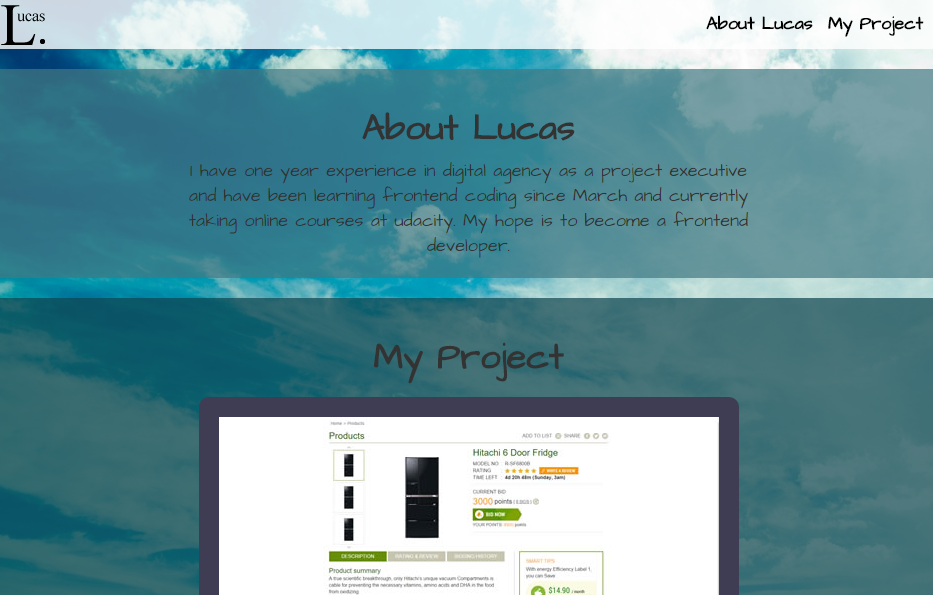 Lucas
L.
About Lucas My Project
About Lucas
I have one year experience in digital agency as a project executive
and have been learning frontend coding since March and currently
taking online courses at udacity. My hope is to become a frontend
developer.
My Project
Home > Products
Products
ADD TO LIST SHARE
Hitachi 6 Door Fridge
MODEL NO R-SF6800B
RATING WRITE A REVIEW
TIME LEFT 4d 20h 48m (Sunday, 3am)
CURRENT BID:
3000 points
BID NOW
YOUR POINTS: points
DESCRIPTION RATING & REVIEW BIDDING HISTORY
Product summary
A true scientific breakthrough, only Hitachi's unique vacuum Compartments is
cable for preventing the necessary vitamins, amino acids and DHA in the food
from oxidizing.
SMART TIPS
With energy Efficiency Label 1,
you can Save
$14.90 / month